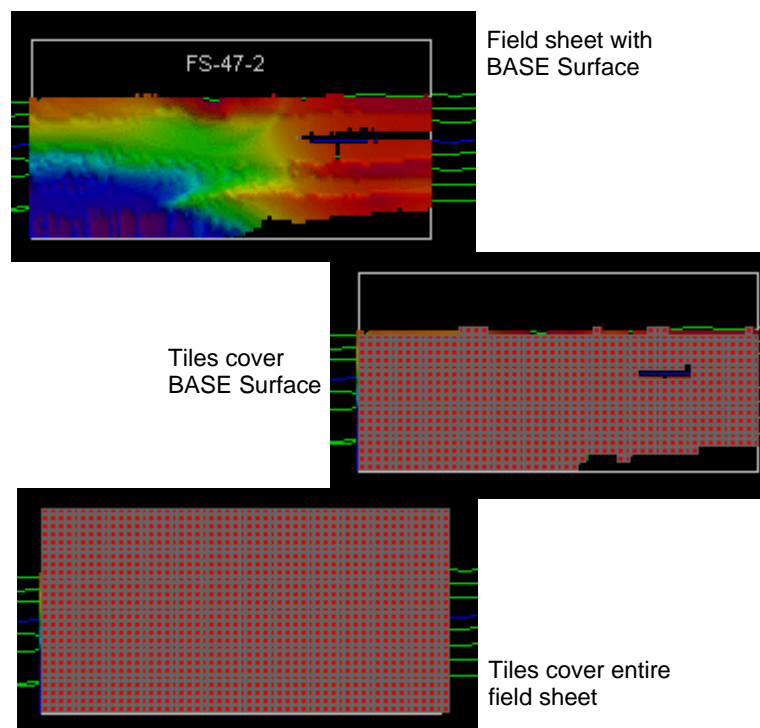 FS-47-2
Field sheet with
BASE Surface
Tiles cover
BASE Surface
Tiles cover entire
field sheet